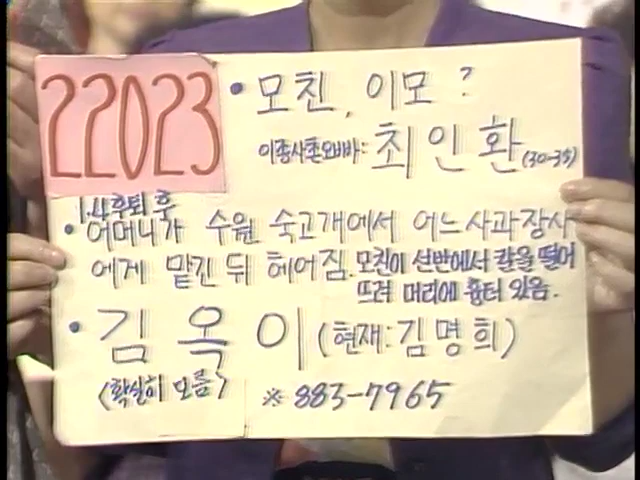 22023
• 모친, 이모 ?
이종사촌오빠: 최인환 (30-35)
1.4후퇴 후
• 어머니가 수원 숙고개에서 어느 사과장사
에게 맡긴 뒤 헤어짐. 모친이 선반에서 칼을 떨어
뜨려 머리에 흉터 있음.
• 김옥이 (현재: 김명희)
<확실히 모름> ※ 883-7965